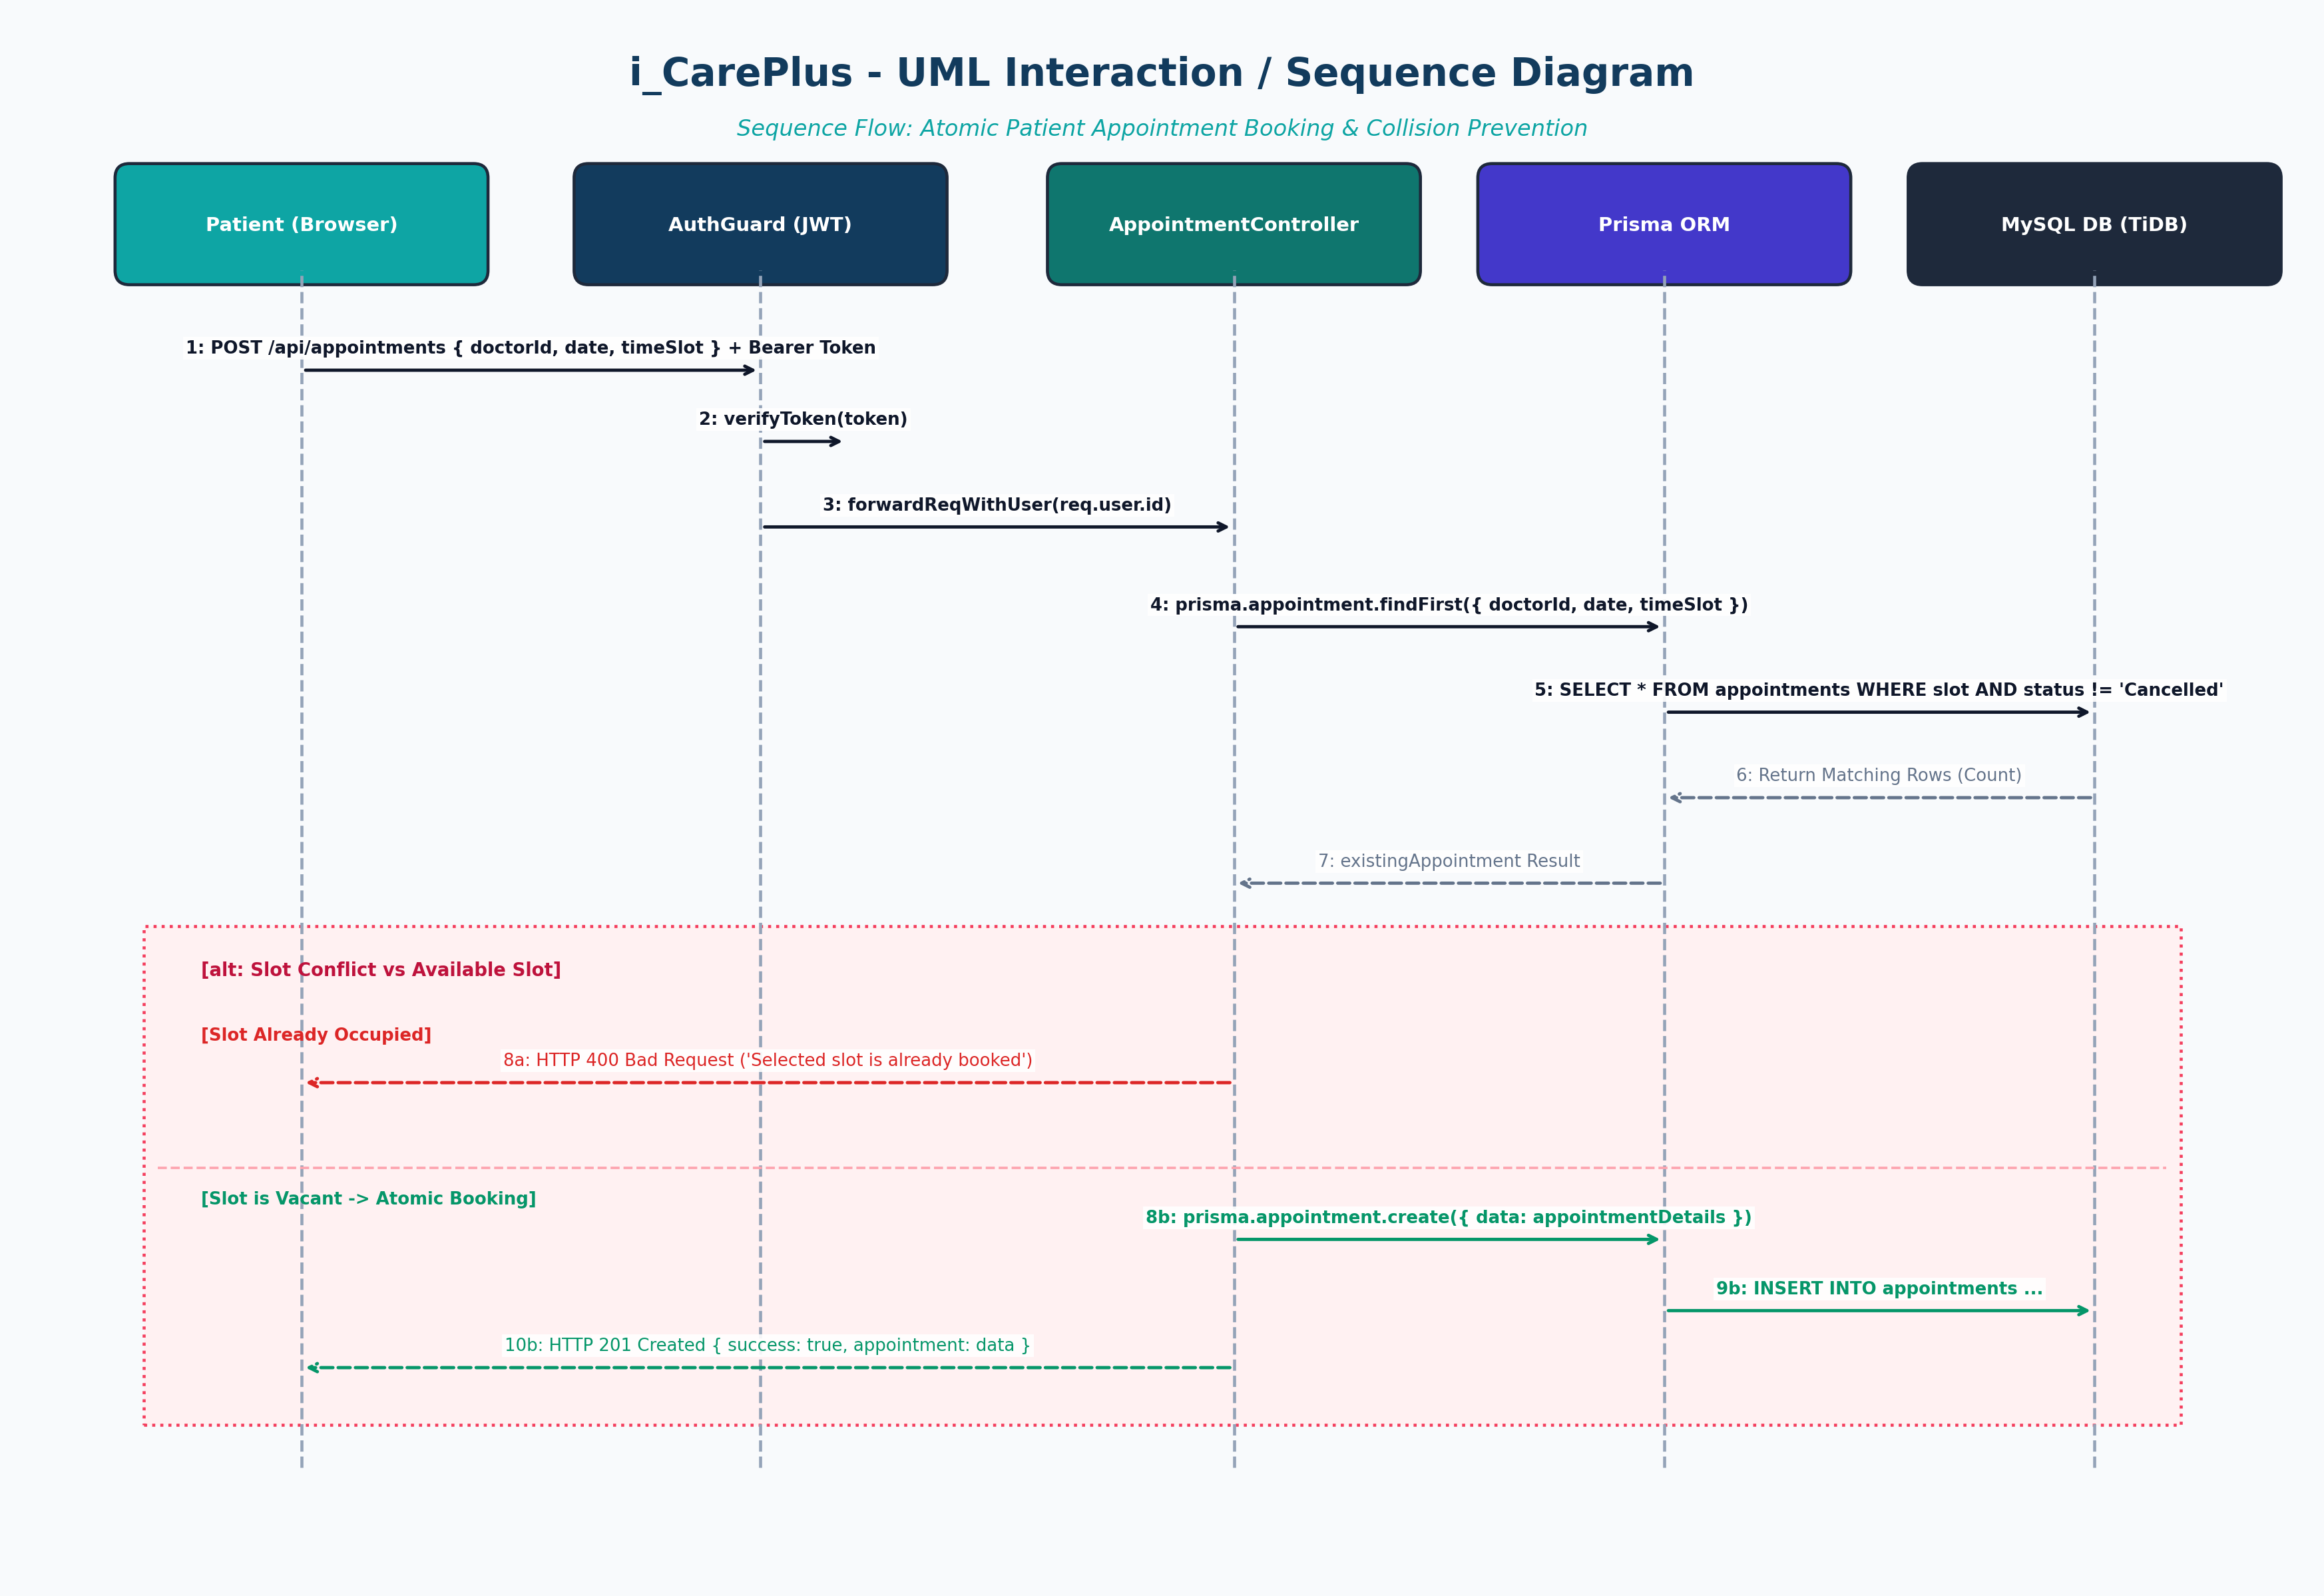 i_CarePlus - UML Interaction / Sequence Diagram
Sequence Flow: Atomic Patient Appointment Booking & Collision Prevention
Patient (Browser)
AuthGuard (JWT)
AppointmentController
Prisma ORM
MySQL DB (TiDB)
1: POST /api/appointments { doctorId, date, timeSlot } + Bearer Token
2: verifyToken(token)
3: forwardReqWithUser(req.user.id)
4: prisma.appointment.findFirst({ doctorId, date, timeSlot })
5: SELECT * FROM appointments WHERE slot AND status != 'Cancelled'
6: Return Matching Rows (Count)
7: existingAppointment Result
[alt: Slot Conflict vs Available Slot]
[Slot Already Occupied]
8a: HTTP 400 Bad Request ('Selected slot is already booked')
[Slot is Vacant -> Atomic Booking]
8b: prisma.appointment.create({ data: appointmentDetails })
9b: INSERT INTO appointments ...
10b: HTTP 201 Created { success: true, appointment: data }